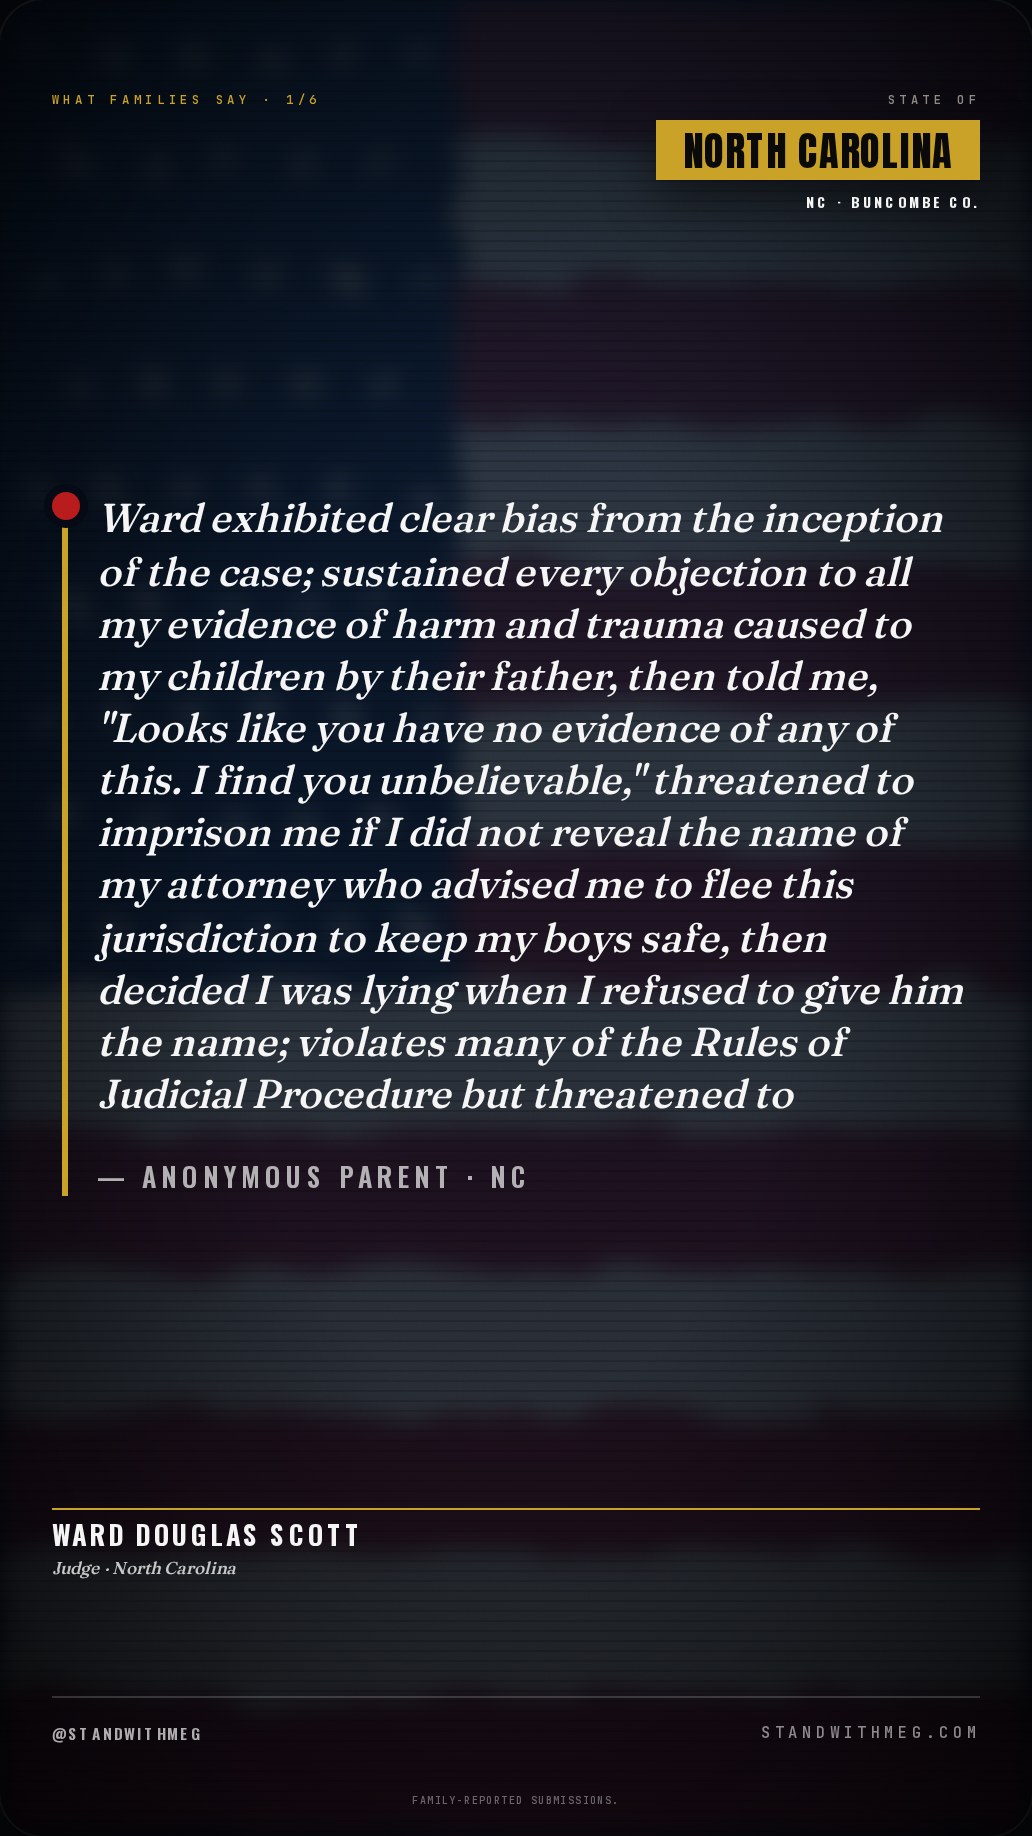 WHAT FAMILIES SAY · 1/6
STATE OF
NORTH CAROLINA
NC · BUNCOMBE CO.
Ward exhibited clear bias from the inception
of the case; sustained every objection to all
my evidence of harm and trauma caused to
my children by their father, then told me,
"Looks like you have no evidence of any of
this. I find you unbelievable," threatened to
imprison me if I did not reveal the name of
my attorney who advised me to flee this
jurisdiction to keep my boys safe, then
decided I was lying when I refused to give him
the name; violates many of the Rules of
Judicial Procedure but threatened to
— ANONYMOUS PARENT · NC
WARD DOUGLAS SCOTT
Judge · North Carolina
@STANDWITHMEG
STANDWITHMEG.COM
FAMILY-REPORTED SUBMISSIONS.